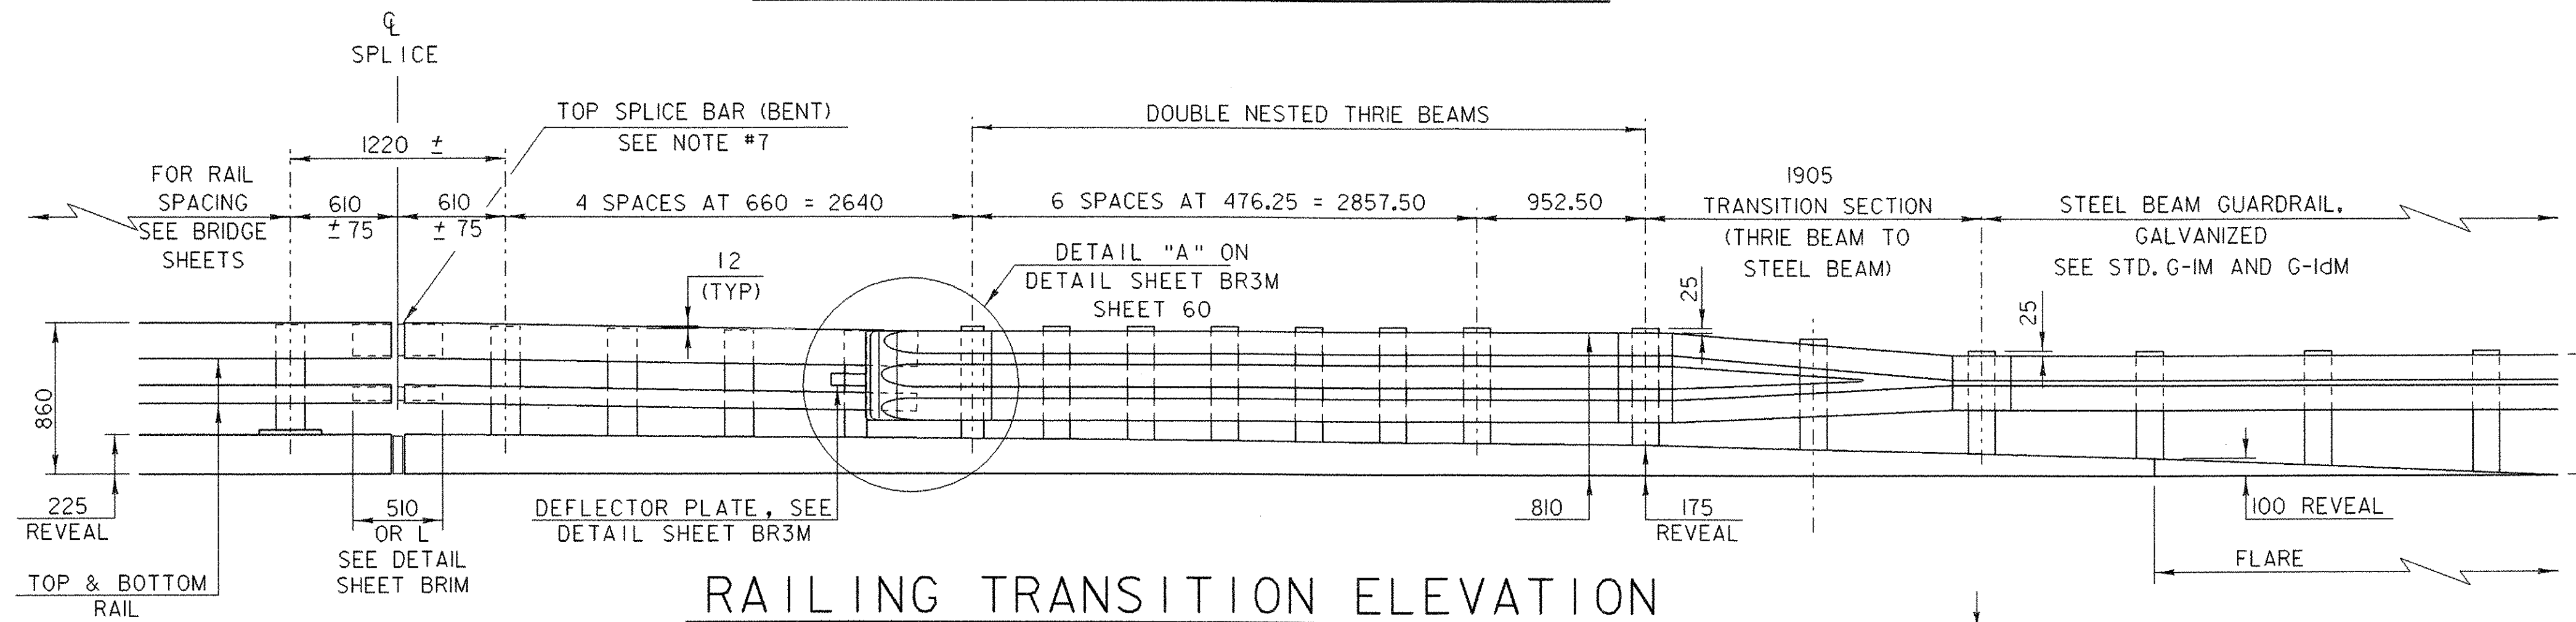 ℄
SPLICE
TOP SPLICE BAR (BENT)
SEE NOTE #7
DOUBLE NESTED THRIE BEAMS
1220 ±
FOR RAIL
SPACING
SEE BRIDGE
SHEETS
610
± 75
610
± 75
4 SPACES AT 660 = 2640
6 SPACES AT 476.25 = 2857.50
952.50
1905
TRANSITION SECTION
(THRIE BEAM TO
STEEL BEAM)
STEEL BEAM GUARDRAIL,
GALVANIZED
SEE STD. G-1M AND G-1dM
12
(TYP)
DETAIL "A" ON
DETAIL SHEET BR3M
SHEET 60
25
25
860
225
REVEAL
510
OR L
SEE DETAIL
SHEET BR1M
DEFLECTOR PLATE, SEE
DETAIL SHEET BR3M
810
175
REVEAL
100 REVEAL
FLARE
TOP & BOTTOM
RAIL
RAILING TRANSITION ELEVATION